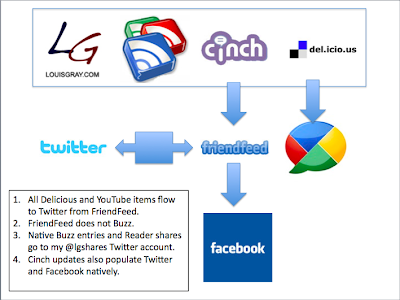 LG
LOUISGRAY.COM
cinch
del.icio.us
twitter
friendfeed
facebook
1. All Delicious and YouTube items flow
to Twitter from FriendFeed.
2. FriendFeed does not Buzz.
3. Native Buzz entries and Reader shares
go to my @lgshares Twitter account.
4. Cinch updates also populate Twitter
and Facebook natively.